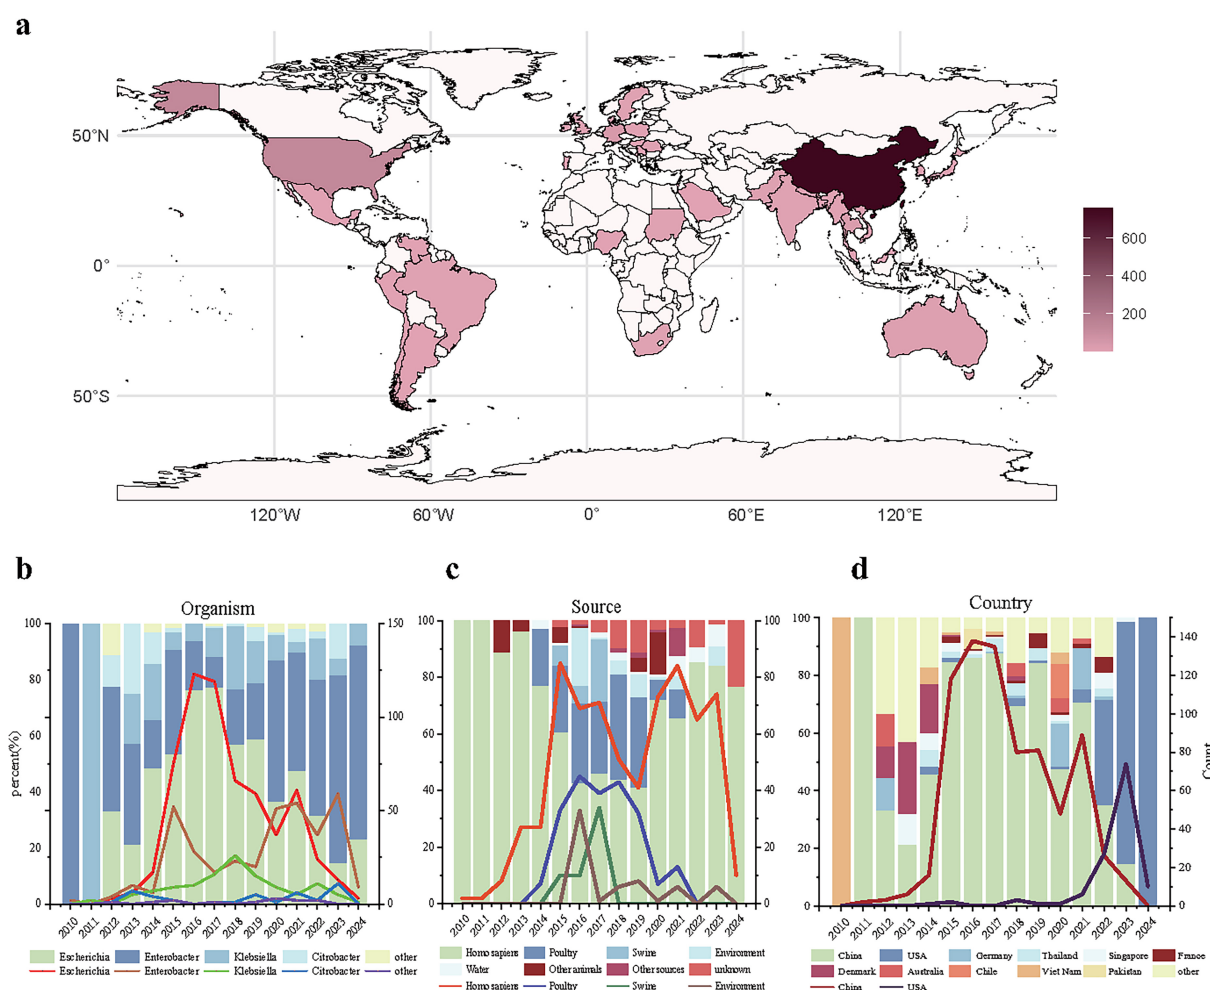 a
50°N
0°
50°S
120°W
60°W
0°
60°E
120°E
600
400
200
b
c
d
Organism
Source
Country
percent(%)
100
80
60
40
20
0
150
100
50
0
2010
2011
2012
2013
2014
2015
2016
2017
2018
2019
2020
2021
2022
2023
2024
Escherichia
Enterobacter
Klebsiella
Citrobacter
other
Escherichia
Enterobacter
Klebsiella
Citrobacter
other
100
80
60
40
20
0
100
80
60
40
20
0
2010
2011
2012
2013
2014
2015
2016
2017
2018
2019
2020
2021
2022
2023
2024
Homo sapiens
Poultry
Swine
Environment
Water
Other animals
Other sources
unknown
Homo sapiens
Poultry
Swine
Environment
100
80
60
40
20
0
140
120
100
80
60
40
20
0
Count
2010
2011
2012
2013
2014
2015
2016
2017
2018
2019
2020
2021
2022
2023
2024
China
USA
Germany
Thailand
Singapore
France
Denmark
Australia
Chile
Viet Nam
Pakistan
other
China
USA